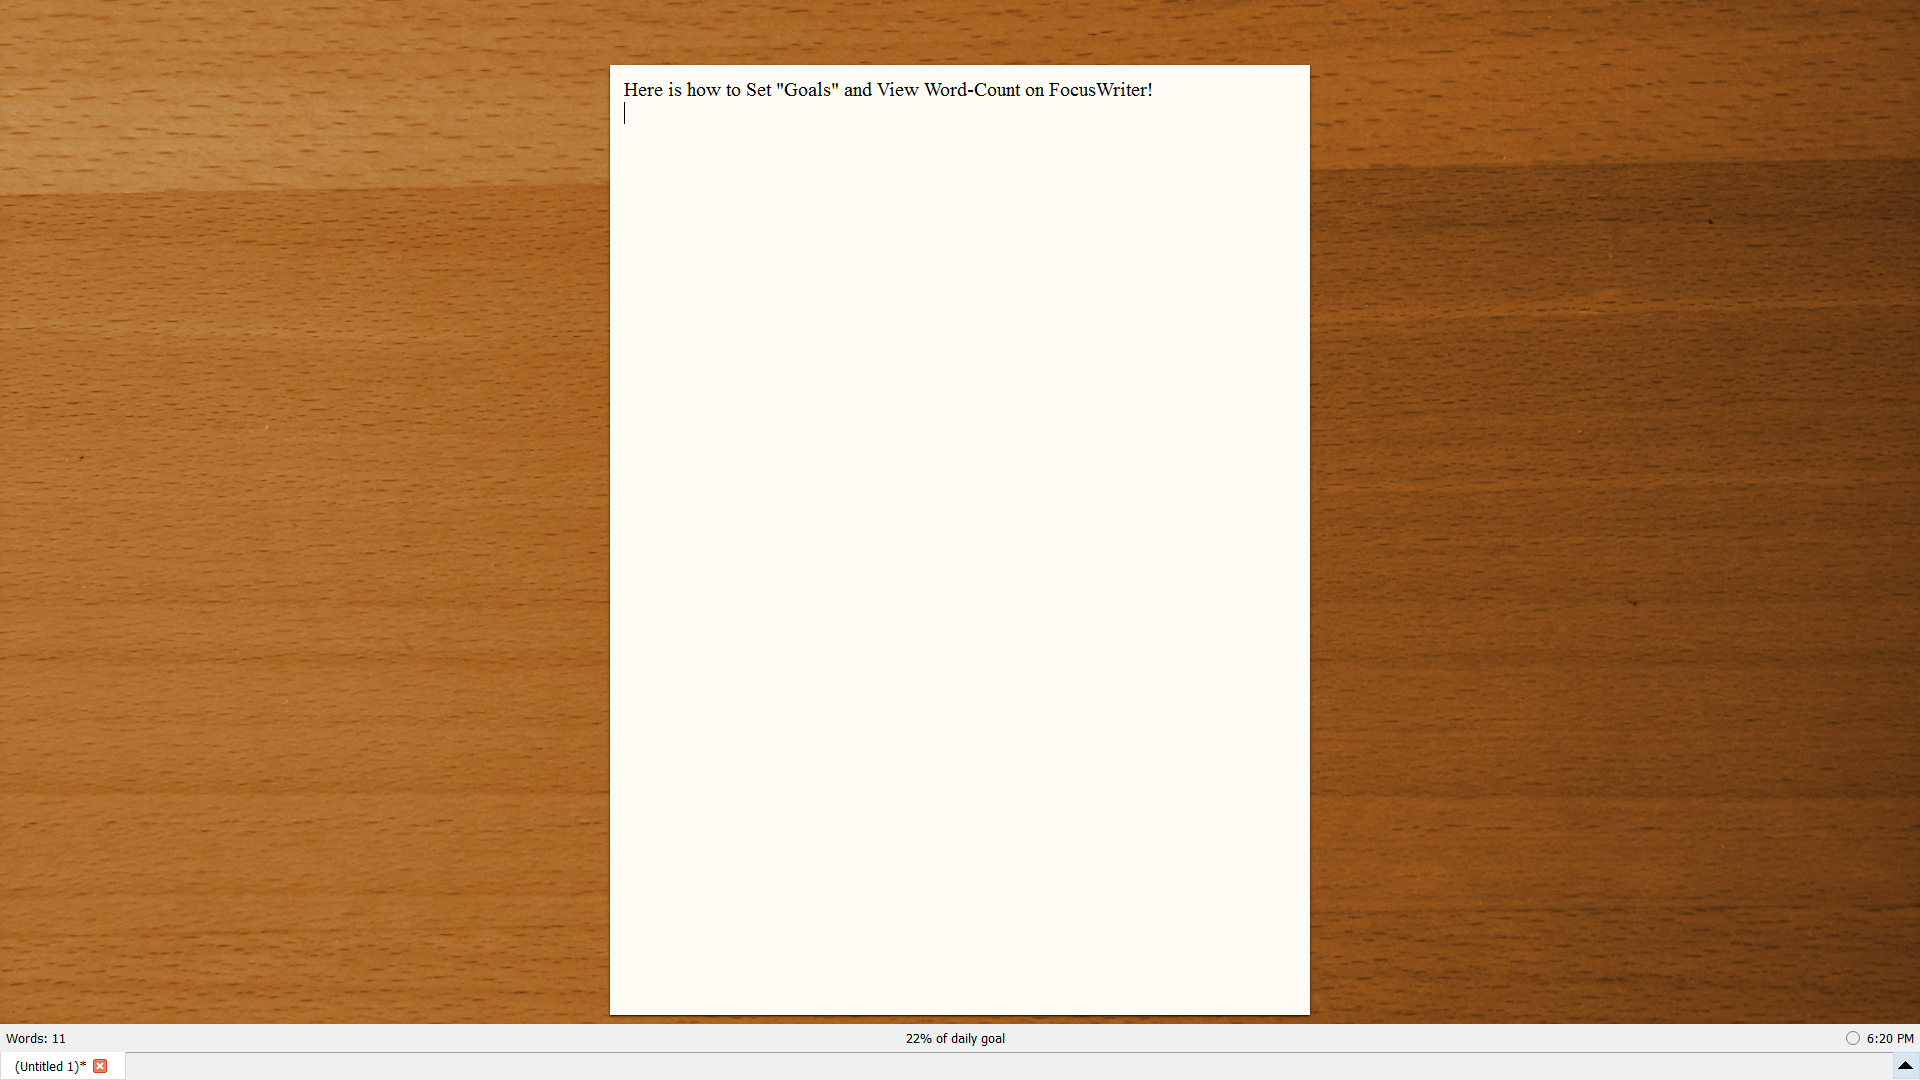 Here is how to Set "Goals" and View Word-Count on FocusWriter!
Words: 11
22% of daily goal
6:20 PM
(Untitled 1)*